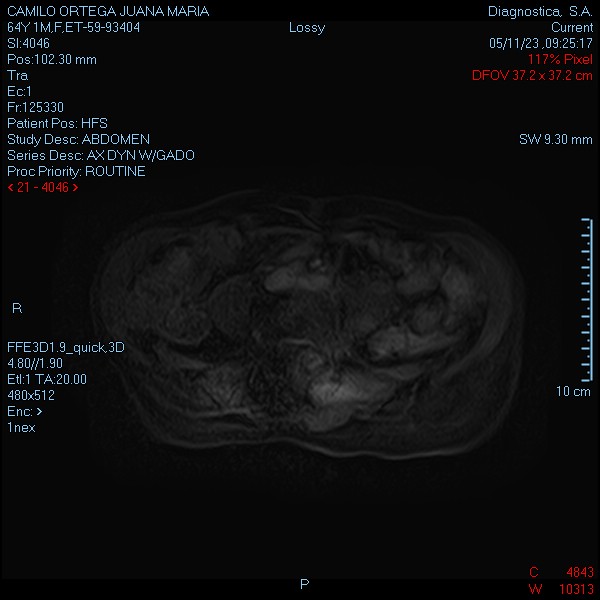 CAMILO ORTEGA JUANA MARIA
64Y 1M,F,ET-59-93404
SI:4046
Pos:102.30 mm
Tra
Ec:1
Fr:125330
Patient Pos: HFS
Study Desc: ABDOMEN
Series Desc: AX DYN W/GADO
Proc Priority: ROUTINE
< 21 - 4046 >
Lossy
Diagnostica, S.A.
Current
05/11/23 ,09:25:17
117% Pixel
DFOV 37.2 x 37.2 cm
SW 9.30 mm
R
FFE3D1.9_quick,3D
4.80//1.90
Etl:1 TA:20.00
480x512
Enc: >
1nex
10 cm
P
C 4843
W 10313